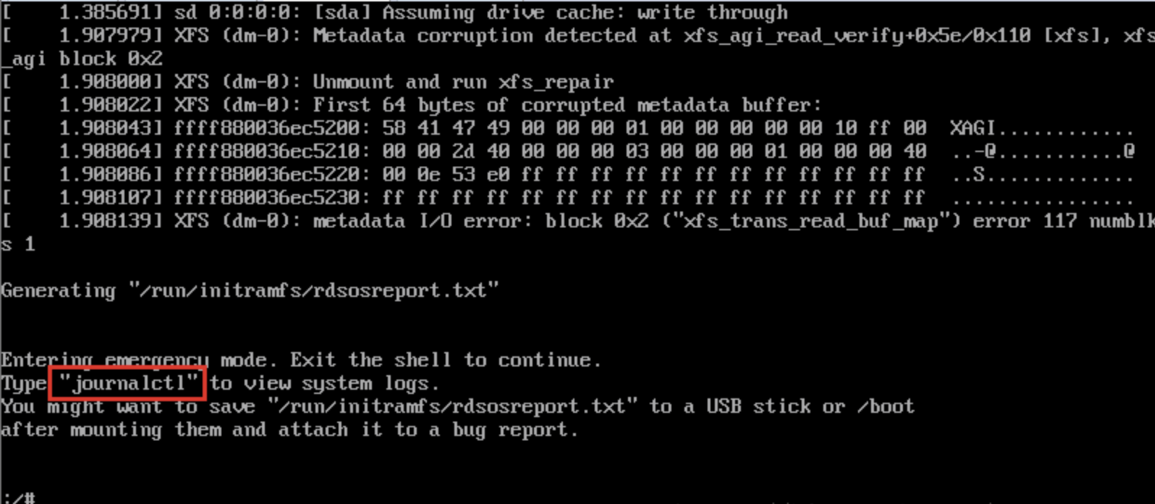 [    1.385691] sd 0:0:0:0: [sda] Assuming drive cache: write through
[    1.907979] XFS (dm-0): Metadata corruption detected at xfs_agi_read_verify+0x5e/0x110 [xfs], xfs
_agi block 0x2
[    1.908000] XFS (dm-0): Unmount and run xfs_repair
[    1.908022] XFS (dm-0): First 64 bytes of corrupted metadata buffer:
[    1.908043] ffff880036ec5200: 58 41 47 49 00 00 00 01 00 00 00 00 00 10 ff 00  XAGI............
[    1.908064] ffff880036ec5210: 00 00 2d 40 00 00 00 03 00 00 00 01 00 00 00 40  ..-@...........@
[    1.908086] ffff880036ec5220: 00 0e 53 e0 ff ff ff ff ff ff ff ff ff ff ff ff  ..S.............
[    1.908107] ffff880036ec5230: ff ff ff ff ff ff ff ff ff ff ff ff ff ff ff ff  ................
[    1.908139] XFS (dm-0): metadata I/O error: block 0x2 ("xfs_trans_read_buf_map") error 117 numblk
s 1
Generating "/run/initramfs/rdsosreport.txt"
Entering emergency mode. Exit the shell to continue.
Type "journalctl" to view system logs.
You might want to save "/run/initramfs/rdsosreport.txt" to a USB stick or /boot
after mounting them and attach it to a bug report.
:/#